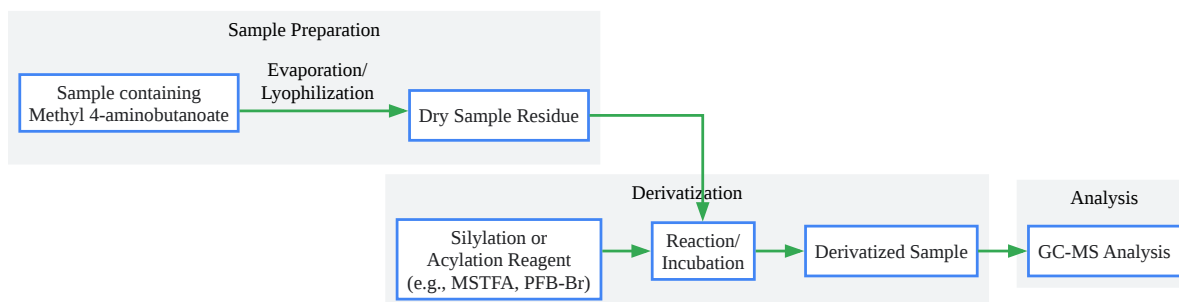 Sample Preparation
Evaporation/
Lyophilization
Sample containing
Methyl 4-aminobutanoate
Dry Sample Residue
Derivatization
Silylation or
Acylation Reagent
(e.g., MSTFA, PFB-Br)
Reaction/
Incubation
Derivatized Sample
Analysis
GC-MS Analysis